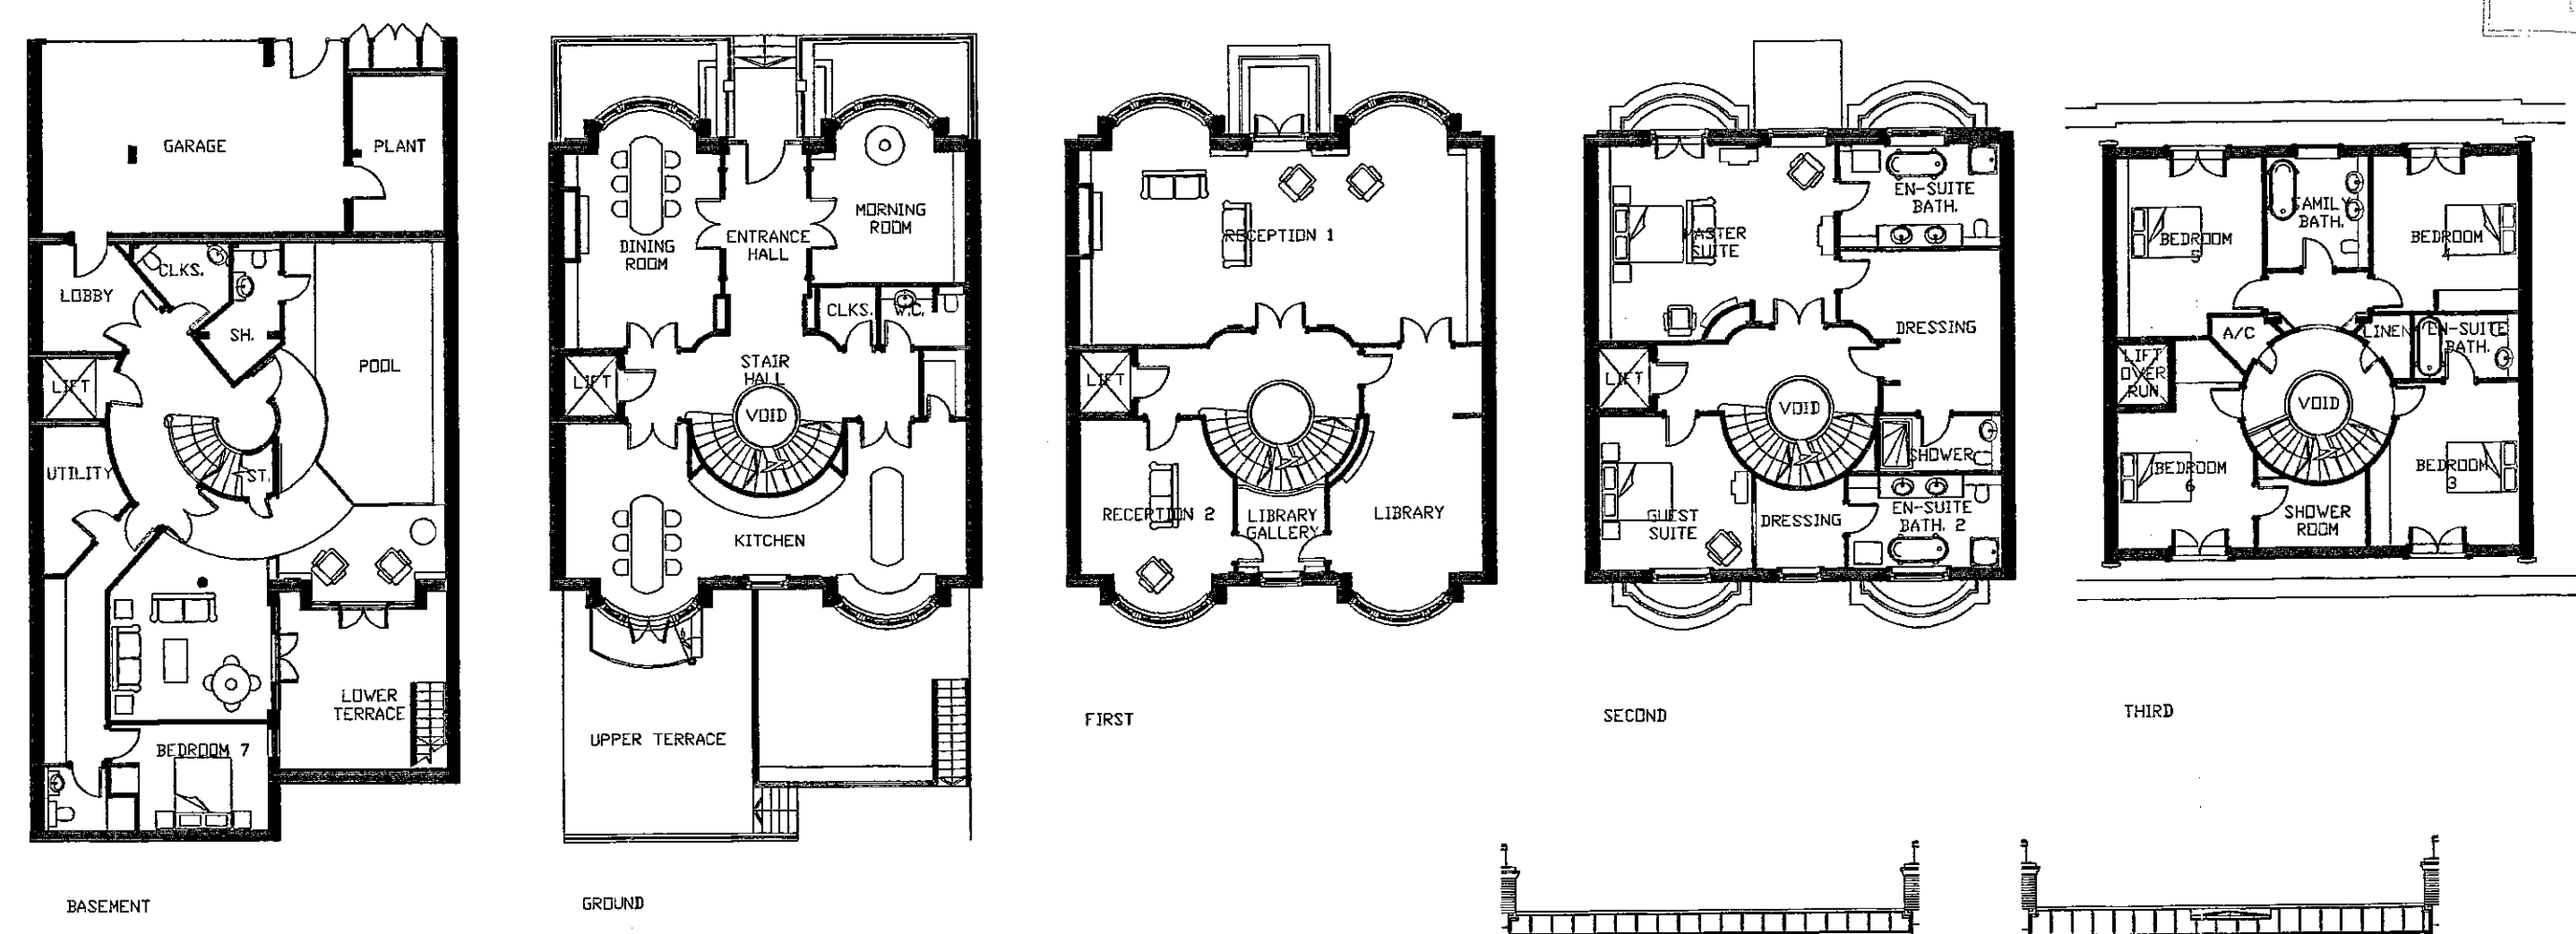 GARAGE
PLANT
CLKS.
LOBBY
SH.
LIFT
POOL
UTILITY
ST.
LOWER
TERRACE
BEDROOM 7
BASEMENT
DINING
ROOM
ENTRANCE
HALL
MORNING
ROOM
CLKS.
W.C.
STAIR
HALL
LIFT
VOID
KITCHEN
UPPER TERRACE
GROUND
RECEPTION 1
LIFT
RECEPTION 2
LIBRARY
GALLERY
LIBRARY
FIRST
MASTER
SUITE
EN-SUITE
BATH.
DRESSING
LIFT
VOID
SHOWER
GUEST
SUITE
DRESSING
EN-SUITE
BATH. 2
SECOND
BEDROOM
5
FAMILY
BATH.
BEDROOM
4
A/C
LINEN
EN-SUITE
BATH.
LIFT
OVER
RUN
VOID
BEDROOM
6
SHOWER
ROOM
BEDROOM
3
THIRD